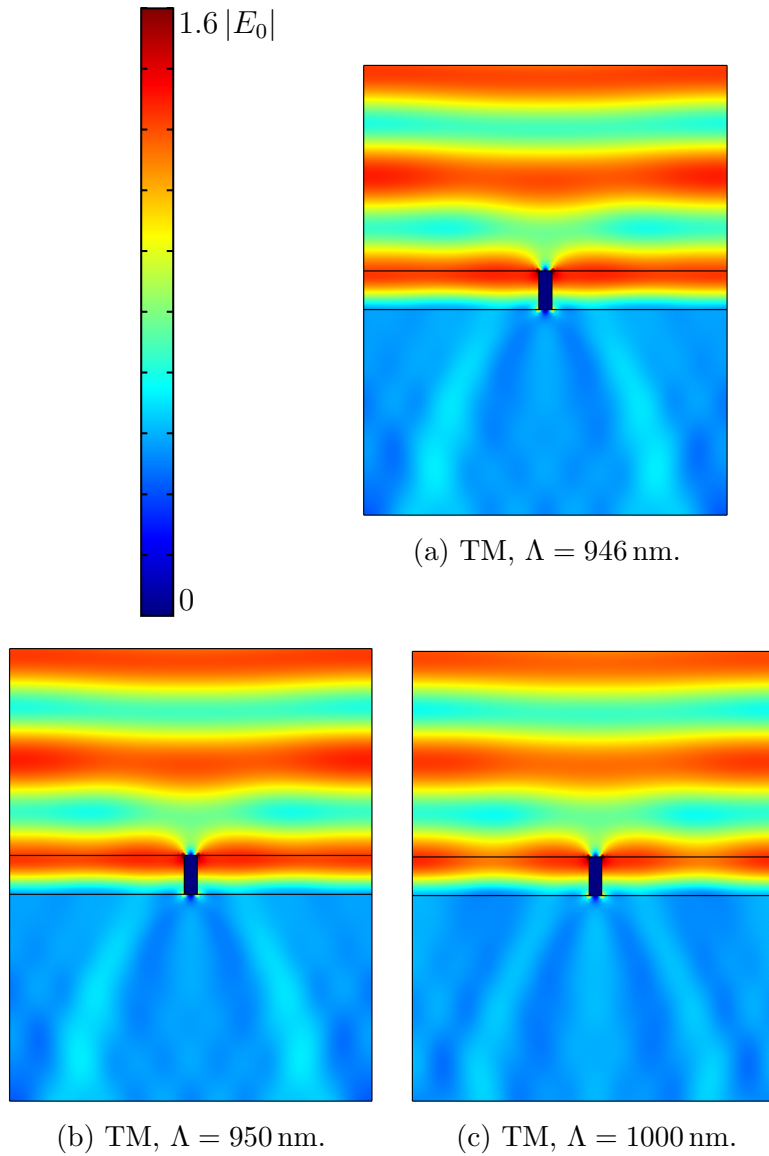 1.6 |E₀|
0
(a) TM, Λ = 946 nm.
(b) TM, Λ = 950 nm.
(c) TM, Λ = 1000 nm.